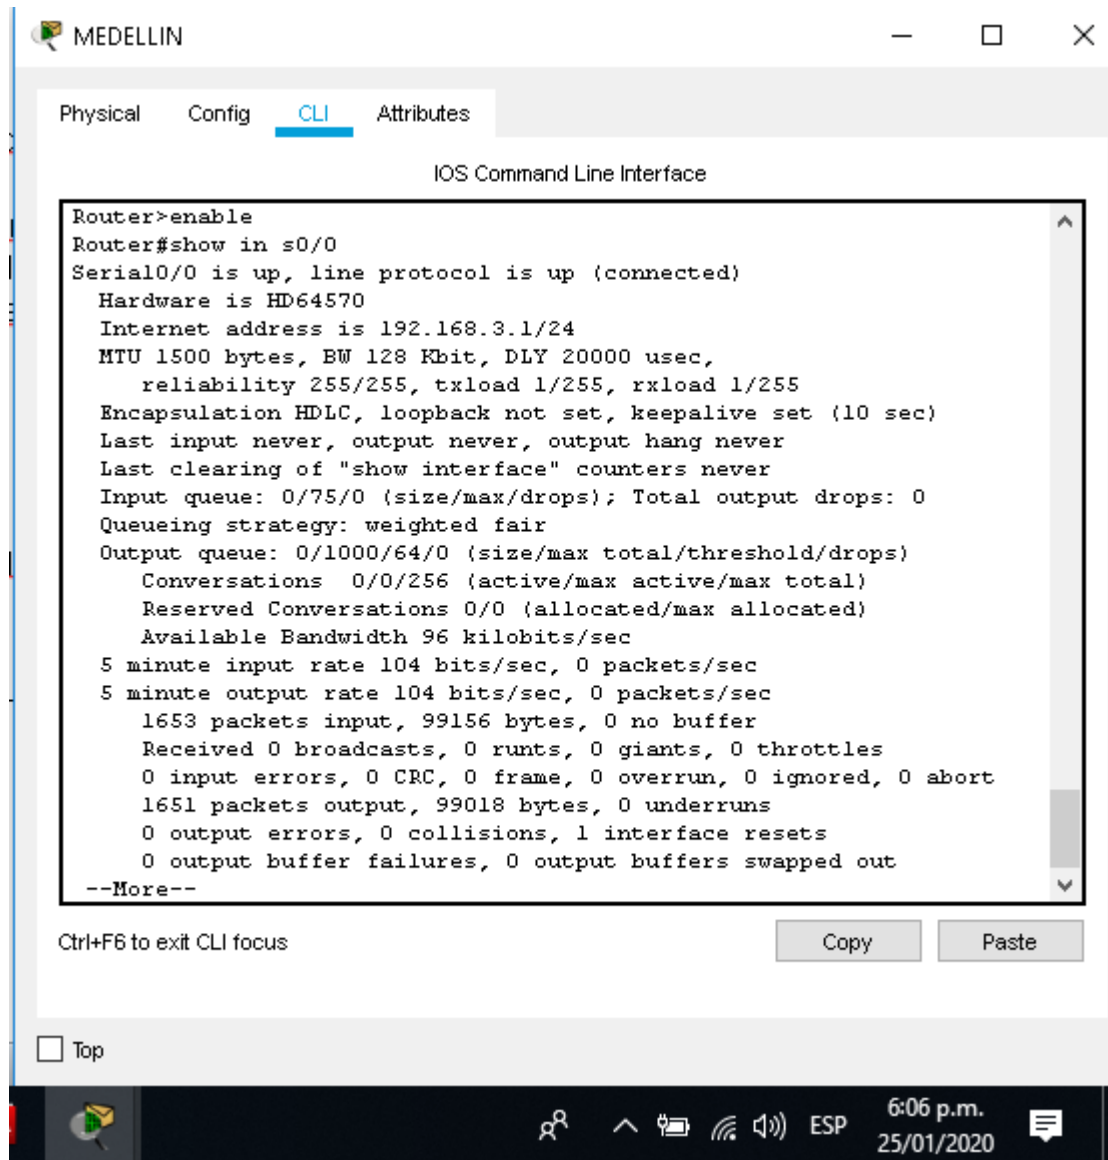 MEDELLIN
Physical Config CLI Attributes
IOS Command Line Interface
Router>enable
Router#show in s0/0
Serial0/0 is up, line protocol is up (connected)
Hardware is HD64570
Internet address is 192.168.3.1/24
MTU 1500 bytes, BW 128 Kbit, DLY 20000 usec,
reliability 255/255, txload 1/255, rxload 1/255
Encapsulation HDLC, loopback not set, keepalive set (10 sec)
Last input never, output never, output hang never
Last clearing of "show interface" counters never
Input queue: 0/75/0 (size/max/drops); Total output drops: 0
Queueing strategy: weighted fair
Output queue: 0/1000/64/0 (size/max total/threshold/drops)
Conversations 0/0/256 (active/max active/max total)
Reserved Conversations 0/0 (allocated/max allocated)
Available Bandwidth 96 kilobits/sec
5 minute input rate 104 bits/sec, 0 packets/sec
5 minute output rate 104 bits/sec, 0 packets/sec
1653 packets input, 99156 bytes, 0 no buffer
Received 0 broadcasts, 0 runts, 0 giants, 0 throttles
0 input errors, 0 CRC, 0 frame, 0 overrun, 0 ignored, 0 abort
1651 packets output, 99018 bytes, 0 underruns
0 output errors, 0 collisions, 1 interface resets
0 output buffer failures, 0 output buffers swapped out
--More--
Ctrl+F6 to exit CLI focus
Copy Paste
Top
ESP
6:06 p.m.
25/01/2020